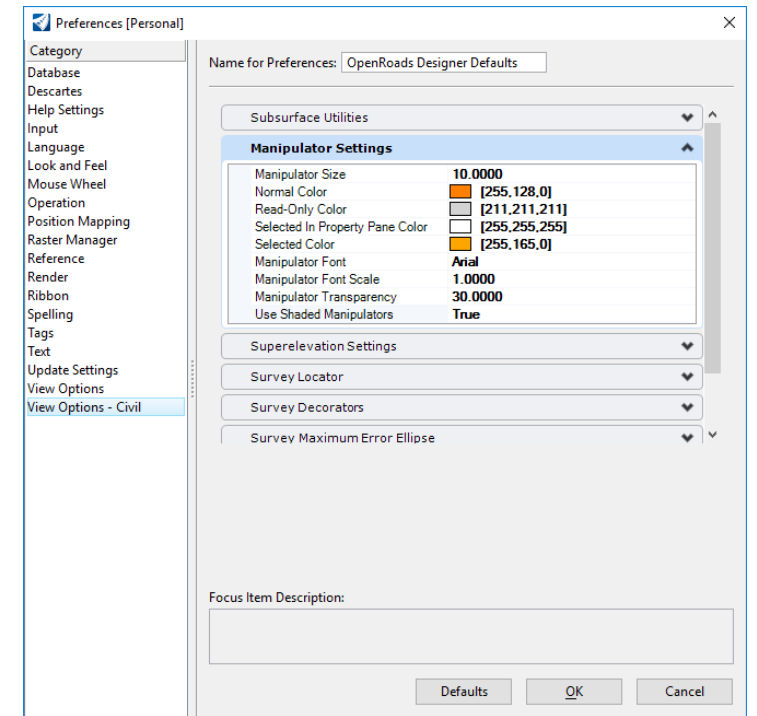 Preferences [Personal]
Category
Database
Descartes
Help Settings
Input
Language
Look and Feel
Mouse Wheel
Operation
Position Mapping
Raster Manager
Reference
Render
Ribbon
Spelling
Tags
Text
Update Settings
View Options
View Options - Civil
Name for Preferences: OpenRoads Designer Defaults
Subsurface Utilities
Manipulator Settings
Manipulator Size 10.0000
Normal Color [255,128,0]
Read-Only Color [211,211,211]
Selected In Property Pane Color [255,255,255]
Selected Color [255,165,0]
Manipulator Font Arial
Manipulator Font Scale 1.0000
Manipulator Transparency 30.0000
Use Shaded Manipulators True
Superelevation Settings
Survey Locator
Survey Decorators
Survey Maximum Error Ellipse
Focus Item Description:
Defaults OK Cancel